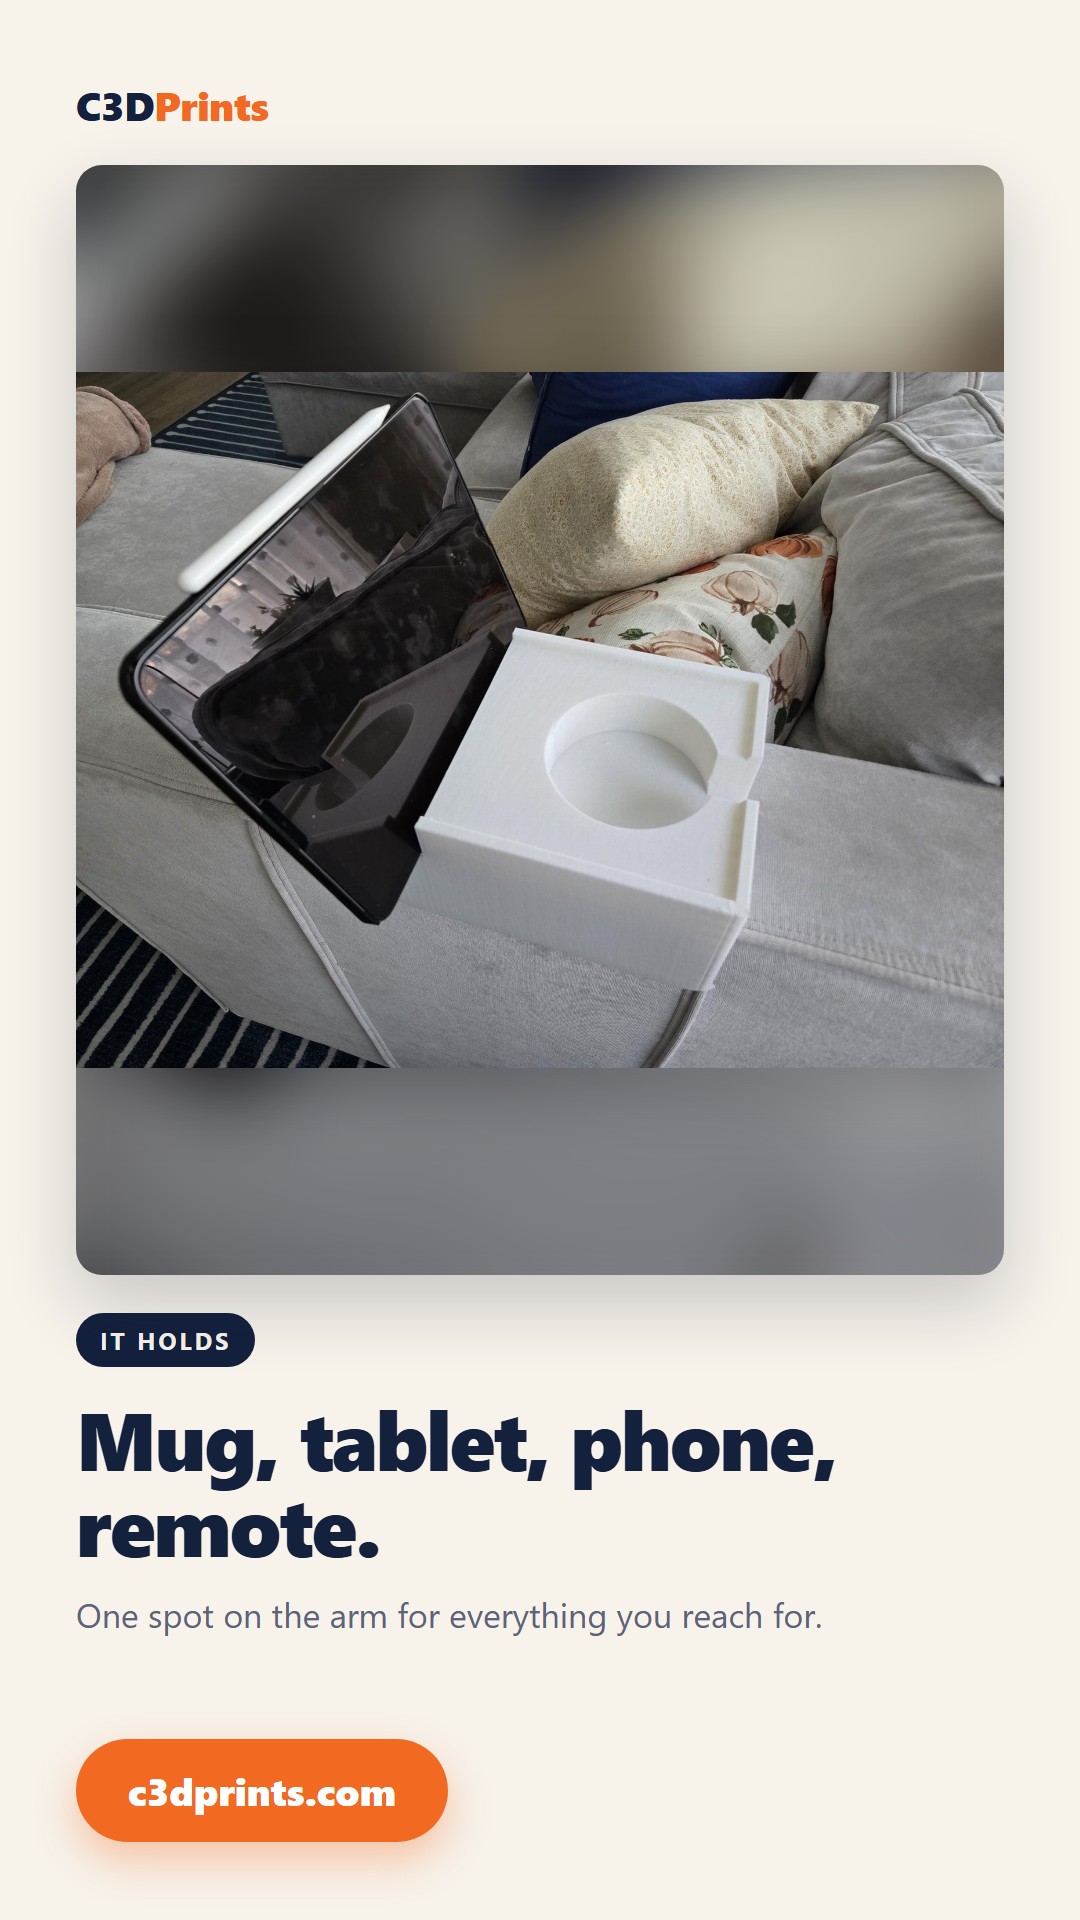 C3DPrints
IT HOLDS
Mug, tablet, phone,
remote.
One spot on the arm for everything you reach for.
c3dprints.com